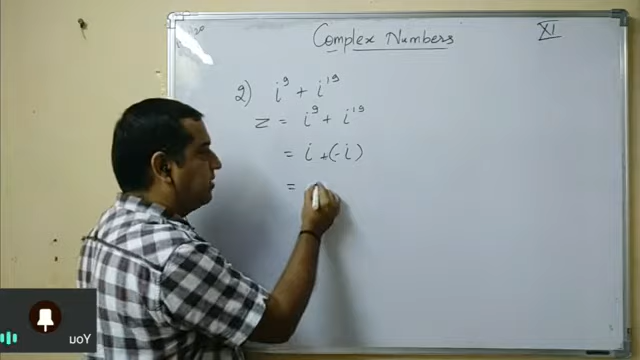 Complex Numbers
XI
2) i⁹ + i¹⁹
z = i⁹ + i¹⁹
= i + (-i)
=
You